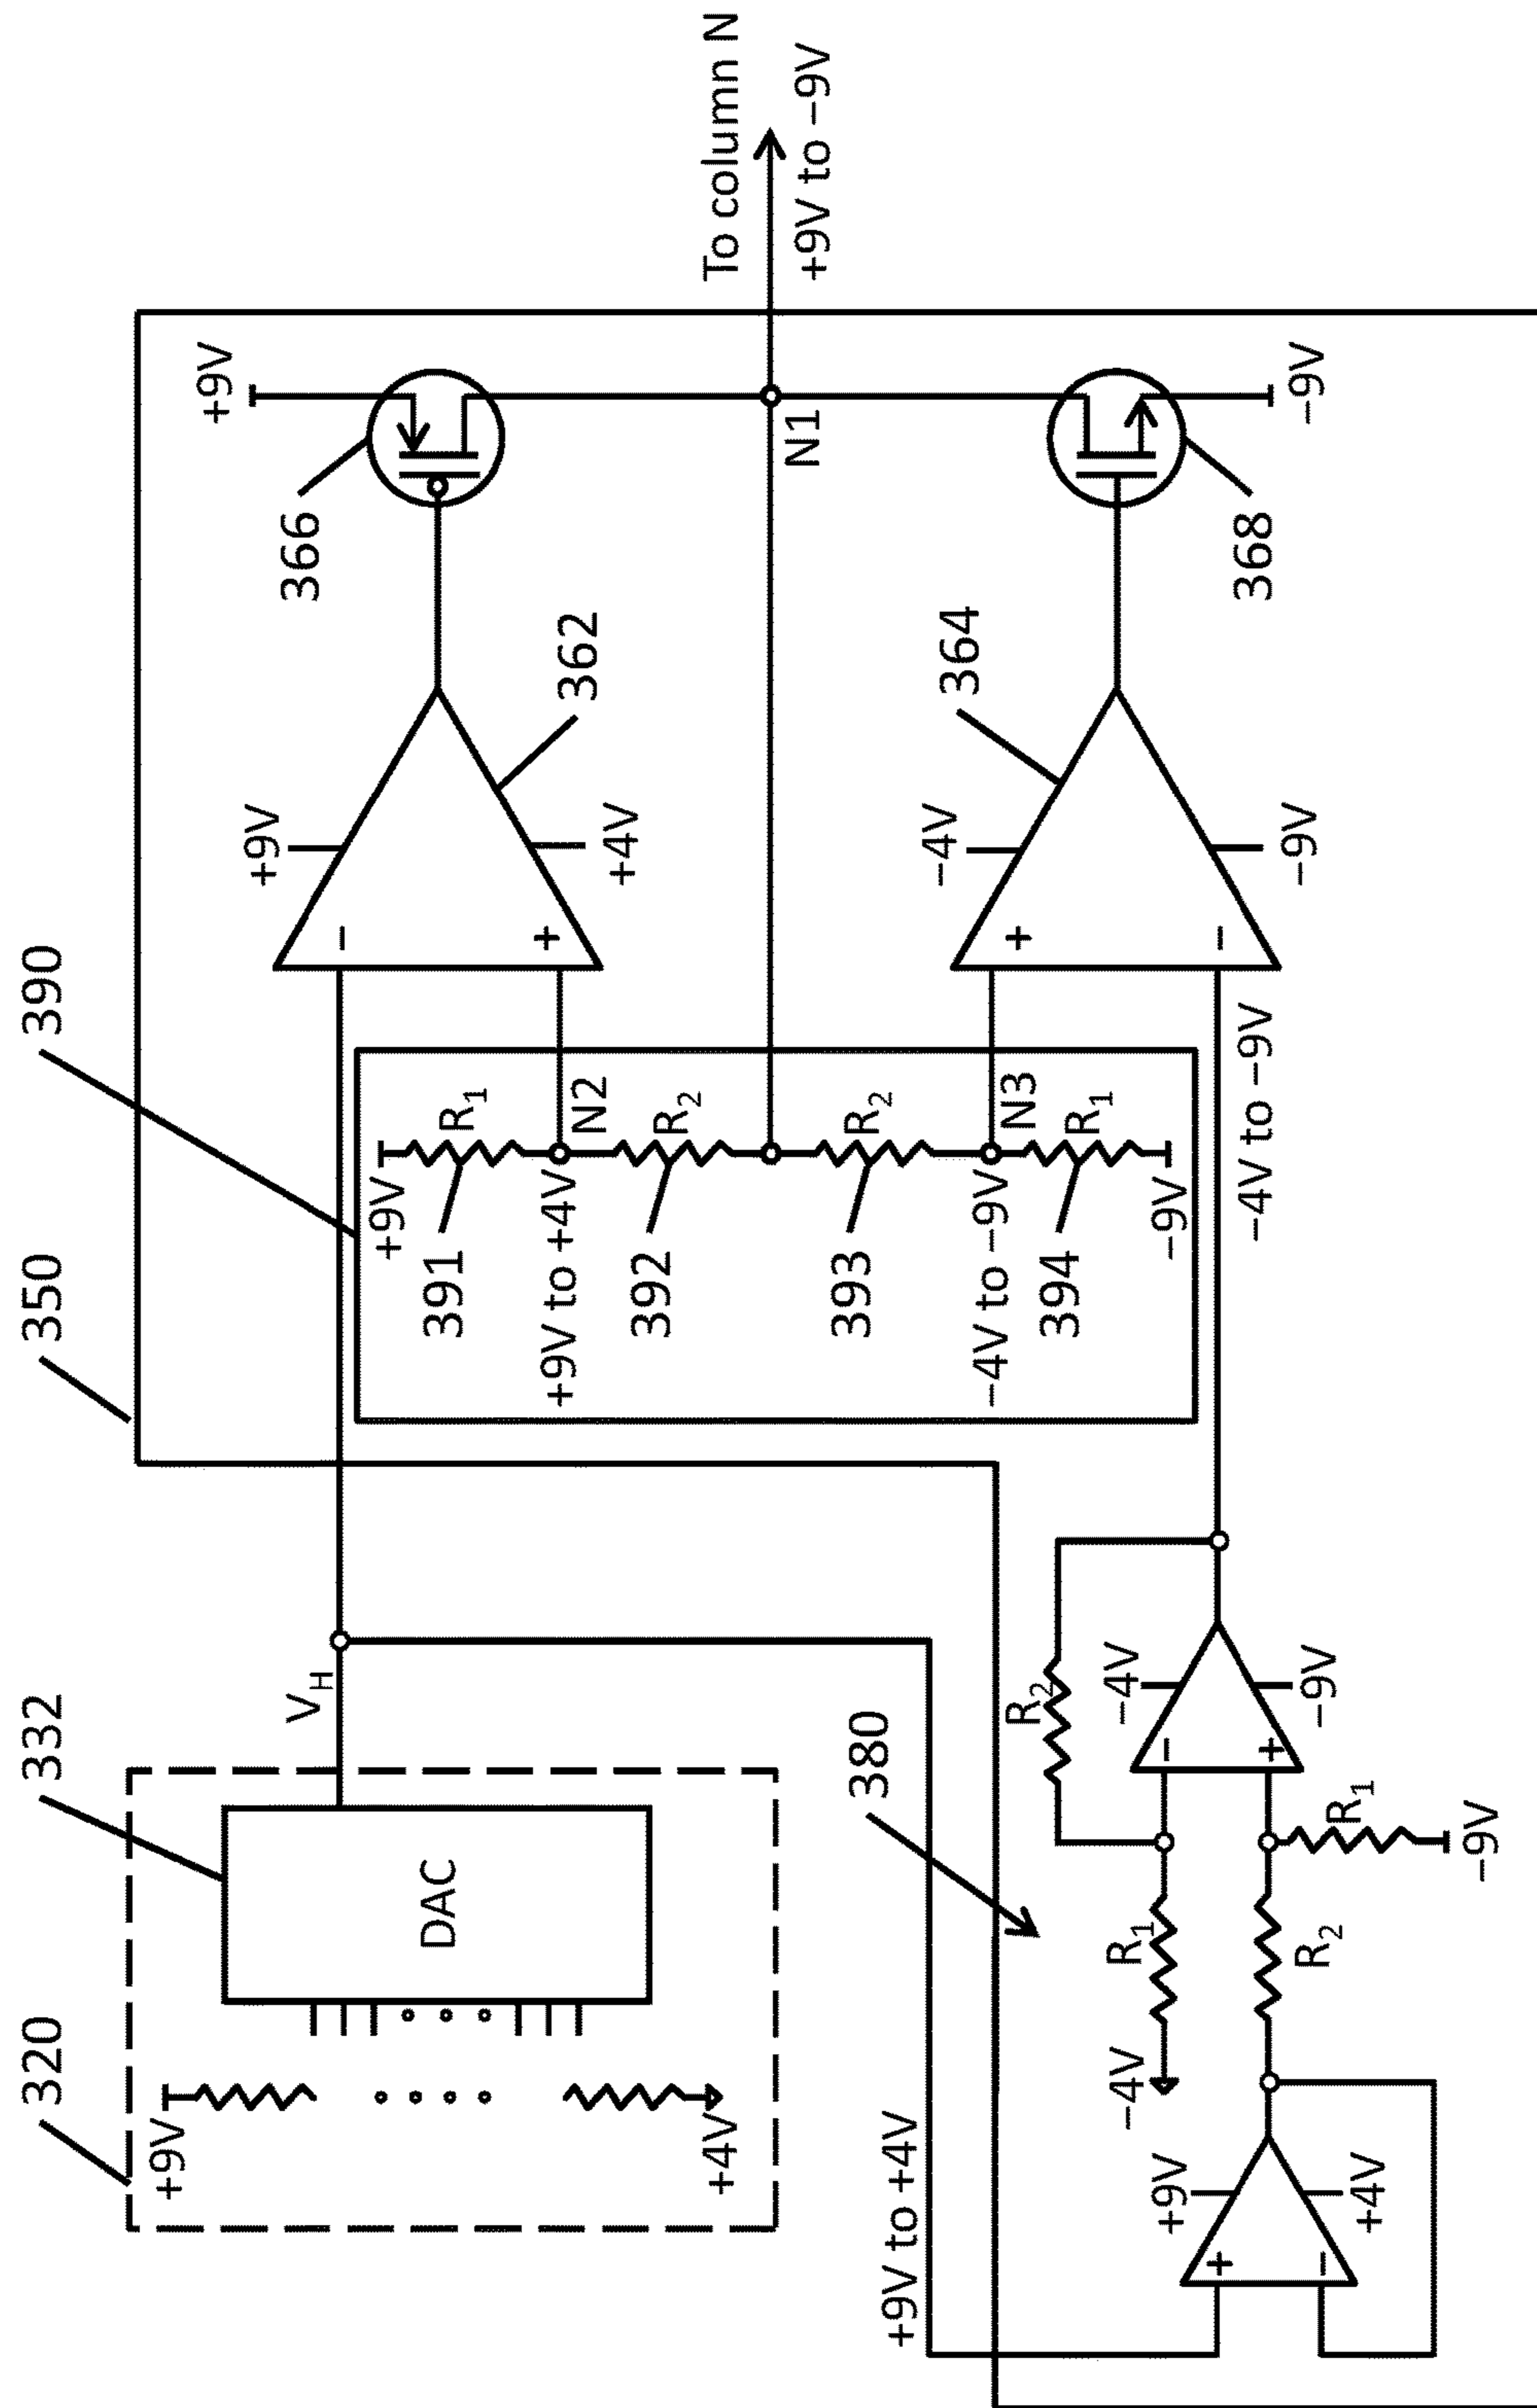 320
332
350
390
+9V
DAC
+4V
V_H
+9V to +4V
391
+9V
R₁
N2
+9V to +4V
392
R₂
393
R₂
−4V to −9V
N3
394
R₁
−9V
+9V
−
+
+4V
362
366
+9V
N1
To column N
+9V to −9V
−4V
+
−
−9V
364
368
−9V
−4V to −9V
380
+9V
+
−
+4V
−4V
R₁
R₂
R₂
−4V
−
+
−9V
R₁
−9V